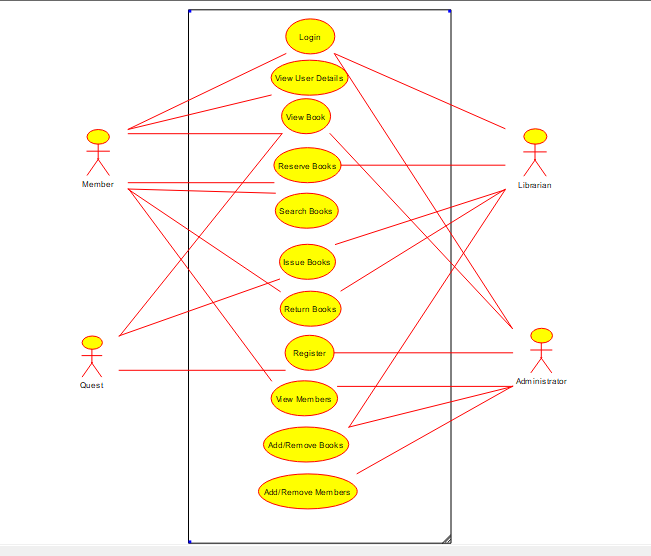 Login
View User Details
View Book
Reserve Books
Search Books
Issue Books
Return Books
Register
View Members
Add/Remove Books
Add/Remove Members
Member
Quest
Librarian
Administrator